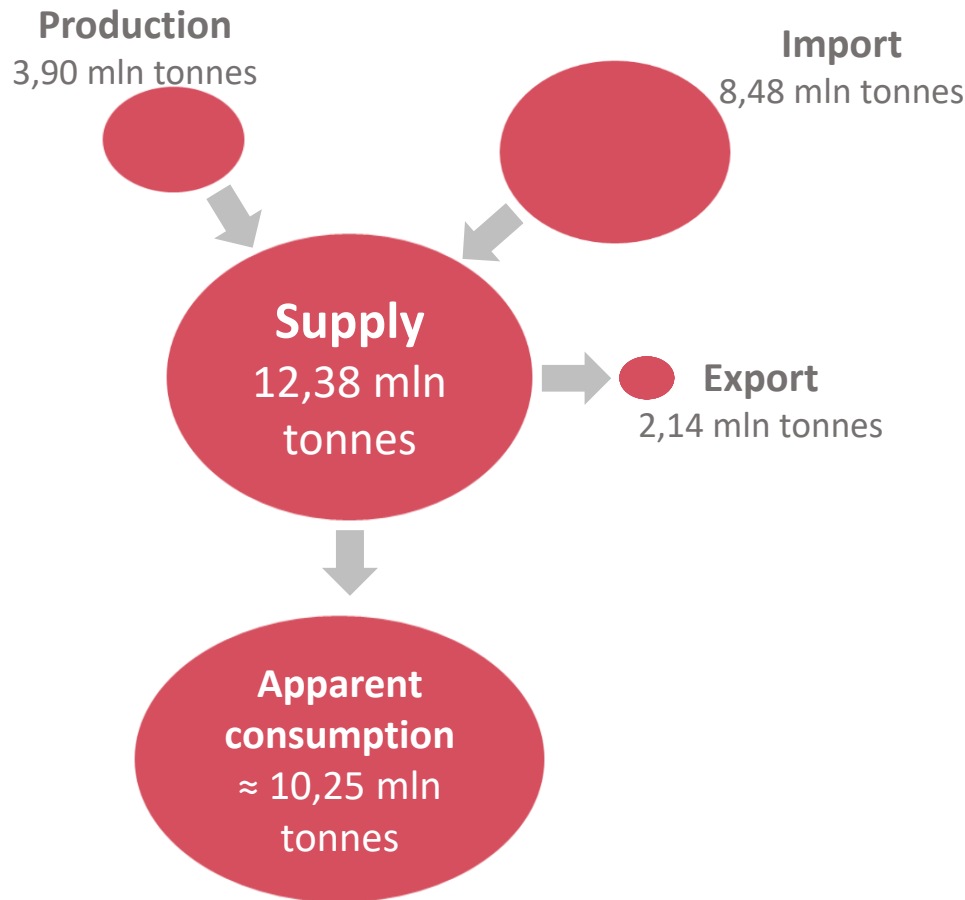 Production
3,90 mln tonnes
Import
8,48 mln tonnes
Supply
12,38 mln
tonnes
Export
2,14 mln tonnes
Apparent
consumption
≈ 10,25 mln
tonnes